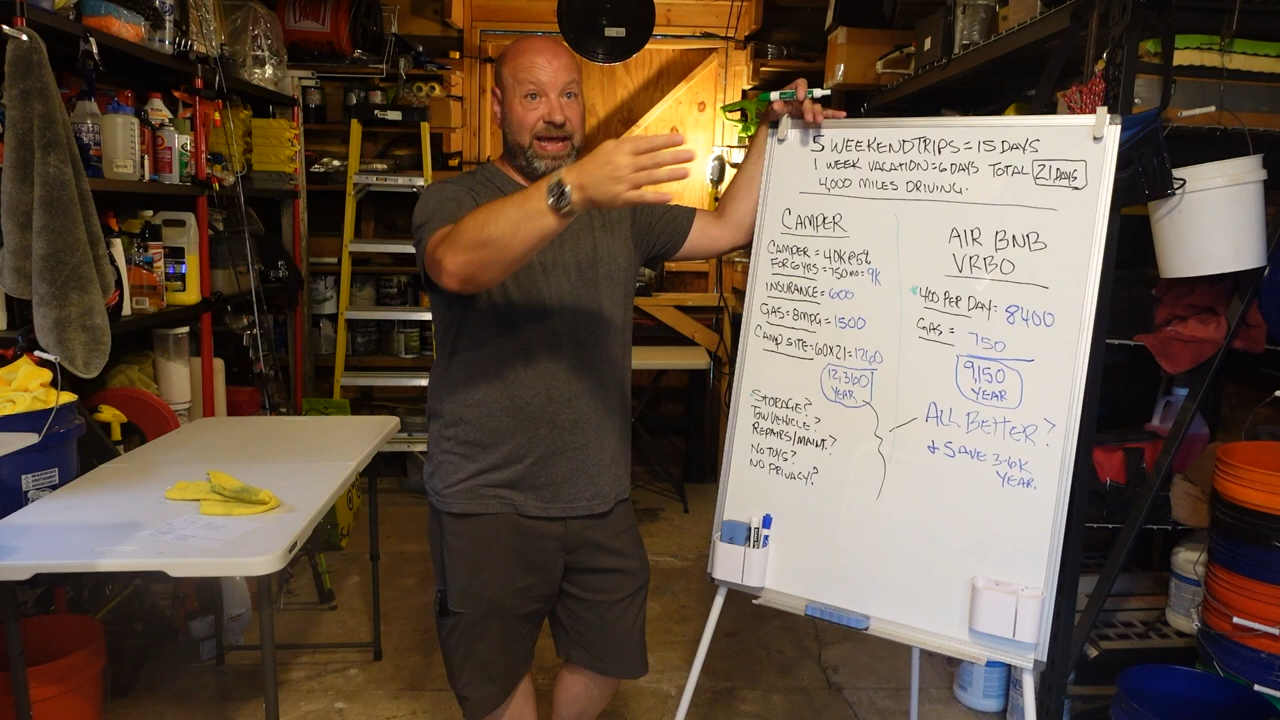 5 WEEKEND TRIPS = 15 DAYS
1 WEEK VACATION = 6 DAYS TOTAL 21 DAYS
4,000 MILES DRIVING.
CAMPER
CAMPER = 40K@5%
FOR 6 YRS = 750 MO = 9K
INSURANCE = 600
GAS = 8MPG = 1500
CAMP SITE = 60X21 = 1260
12,360
YEAR
STORAGE?
TOW VEHICLE?
REPAIRS/MAINT.?
NO TOYS?
NO PRIVACY?
AIR BNB
VRBO
400 PER DAY = 8400
GAS = 750
9,150
YEAR
ALL BETTER?
& SAVE 3-6K
YEAR.
WARNING